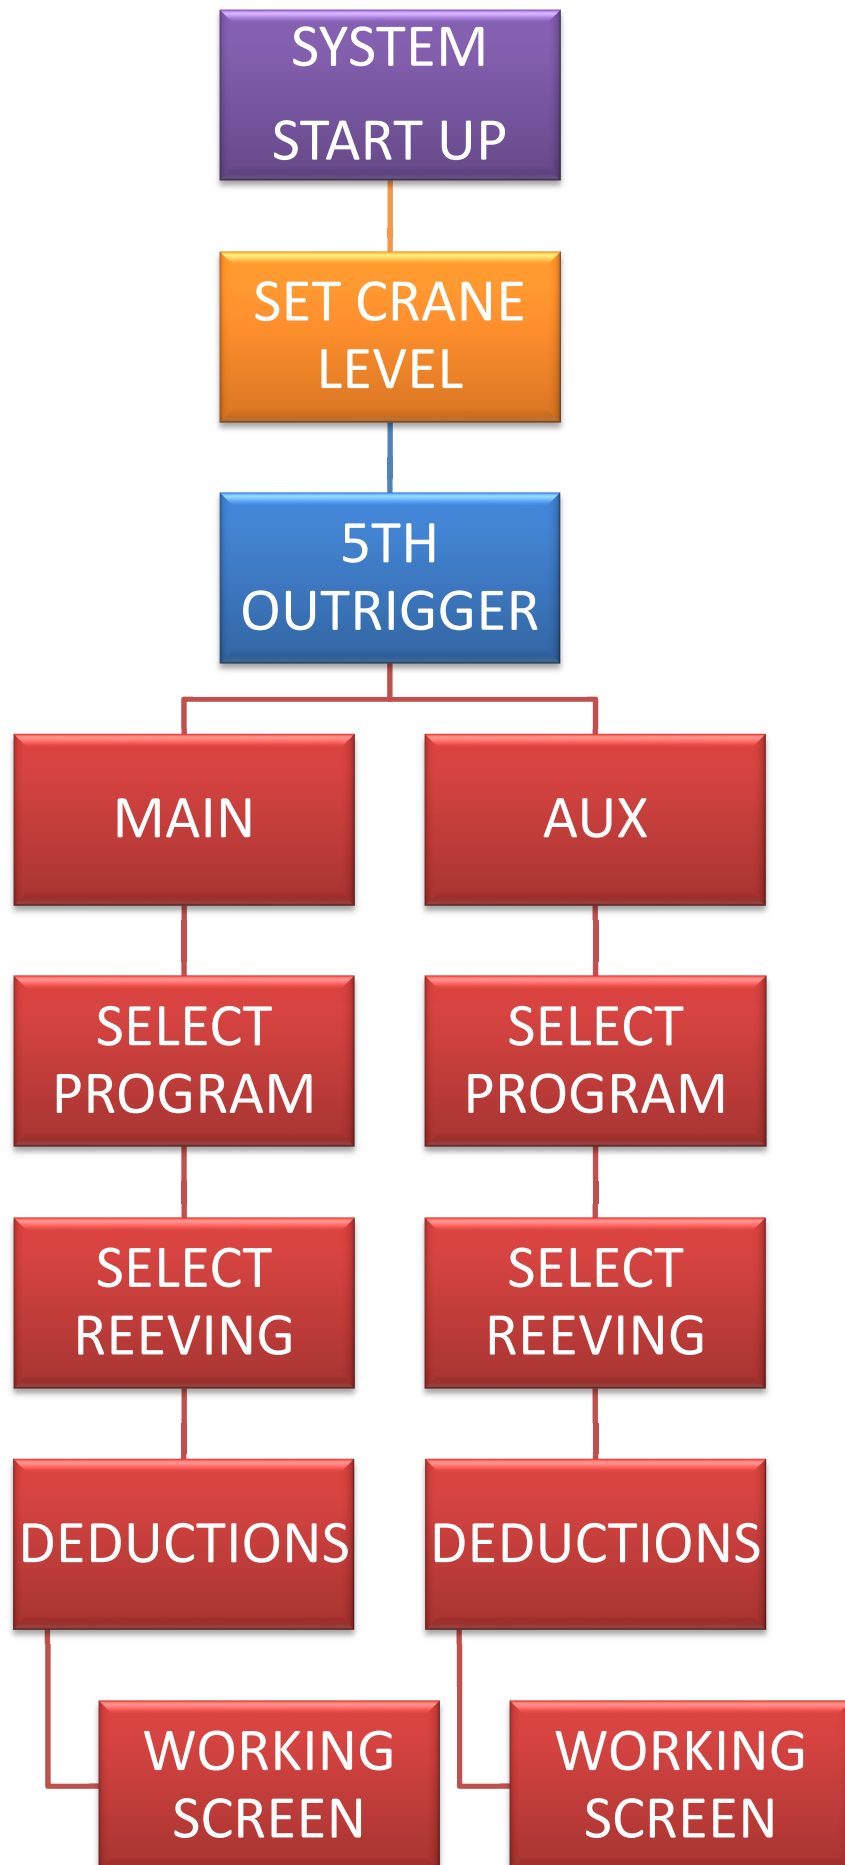 SYSTEM
START UP
SET CRANE
LEVEL
5TH
OUTRIGGER
MAIN
AUX
SELECT
PROGRAM
SELECT
PROGRAM
SELECT
REEVING
SELECT
REEVING
DEDUCTIONS
DEDUCTIONS
WORKING
SCREEN
WORKING
SCREEN